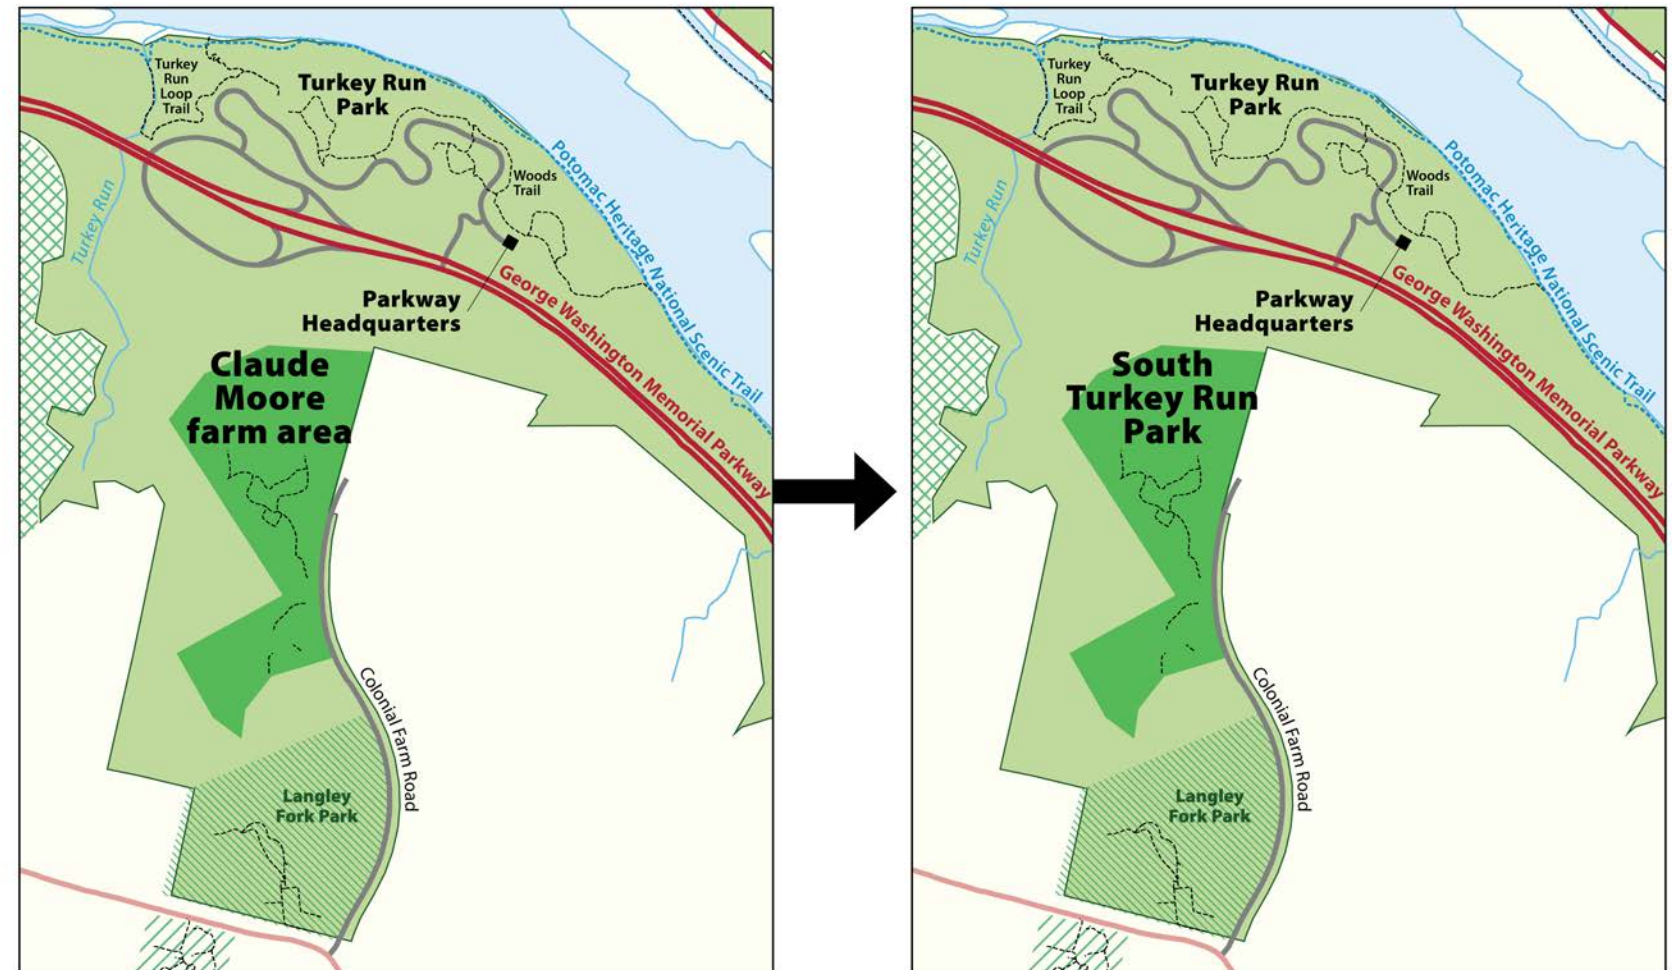 Turkey
Run
Loop
Trail
Turkey Run
Park
Woods
Trail
Potomac Heritage National Scenic Trail
Turkey Run
George Washington Memorial Parkway
Parkway
Headquarters
Claude
Moore
farm area
Colonial Farm Road
Langley
Fork Park
Turkey
Run
Loop
Trail
Turkey Run
Park
Woods
Trail
Potomac Heritage National Scenic Trail
Turkey Run
George Washington Memorial Parkway
Parkway
Headquarters
South
Turkey Run
Park
Colonial Farm Road
Langley
Fork Park